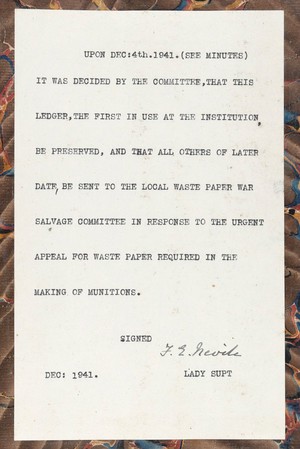 UPON DEC:4th.1941.(SEE MINUTES)
IT WAS DECIDED BY THE COMMITTEE,THAT THIS
LEDGER,THE FIRST IN USE AT THE INSTITUTION,
BE PRESERVED, AND THAT ALL OTHERS OF LATER
DATE, BE SENT TO THE LOCAL WASTE PAPER WAR
SALVAGE COMMITTEE IN RESPONSE TO THE URGENT
APPEAL FOR WASTE PAPER REQUIRED IN THE
MAKING OF MUNITIONS.
SIGNED
F. E. Nevile
DEC: 1941. LADY SUPT